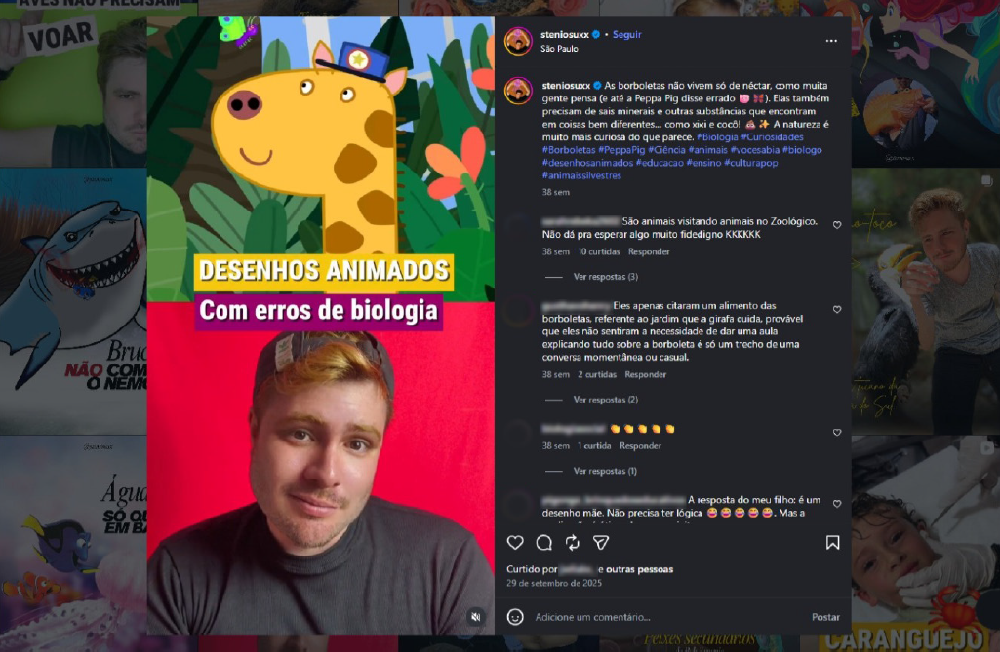 AVES NÃO PRECISAM
VOAR
DESENHOS ANIMADOS
Com erros de biologia
NÃO COM
O NEMO
Água
SÓ QU
EM BA
steniosuxx • Seguir
São Paulo
steniosuxx As borboletas não vivem só de néctar, como muita
gente pensa (e até a Peppa Pig disse errado 🐷🦋). Elas também
precisam de sais minerais e outras substâncias que encontram
em coisas bem diferentes... como xixi e cocô! 💩✨ A natureza é
muito mais curiosa do que parece. #Biologia #Curiosidades
#Borboletas #PeppaPig #Ciência #animais #vocesabia #biologo
#desenhosanimados #educacao #ensino #culturapop
#animaissilvestres
38 sem
São animais visitando animais no Zoológico.
Não dá pra esperar algo muito fidedigno KKKKKK
38 sem 10 curtidas Responder
Ver respostas (3)
Eles apenas citaram um alimento das
borboletas, referente ao jardim que a girafa cuida, provável
que eles não sentiram a necessidade de dar uma aula
explicando tudo sobre a borboleta é só um trecho de uma
conversa momentânea ou casual.
38 sem 2 curtidas Responder
Ver respostas (2)
👏👏👏👏👏
38 sem 1 curtida Responder
Ver respostas (1)
A resposta do meu filho: é um
desenho mãe. Não precisa ter lógica 😜😜😜😜😜. Mas a
Curtido por e outras pessoas
29 de setembro de 2025
Adicione um comentário...
Postar
Peixes secundários
CARANGUEJO